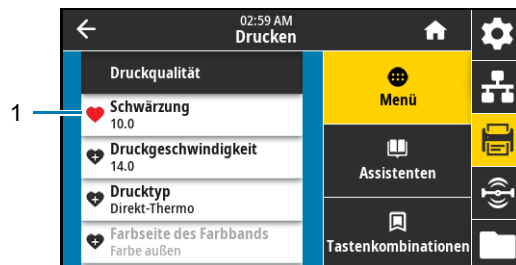 02:59 AM
Drucken
Druckqualität
1
Schwärzung
10.0
Druckgeschwindigkeit
14.0
Drucktyp
Direkt-Thermo
Farbseite des Farbbands
Farbe außen
Menü
Assistenten
Tastenkombinationen